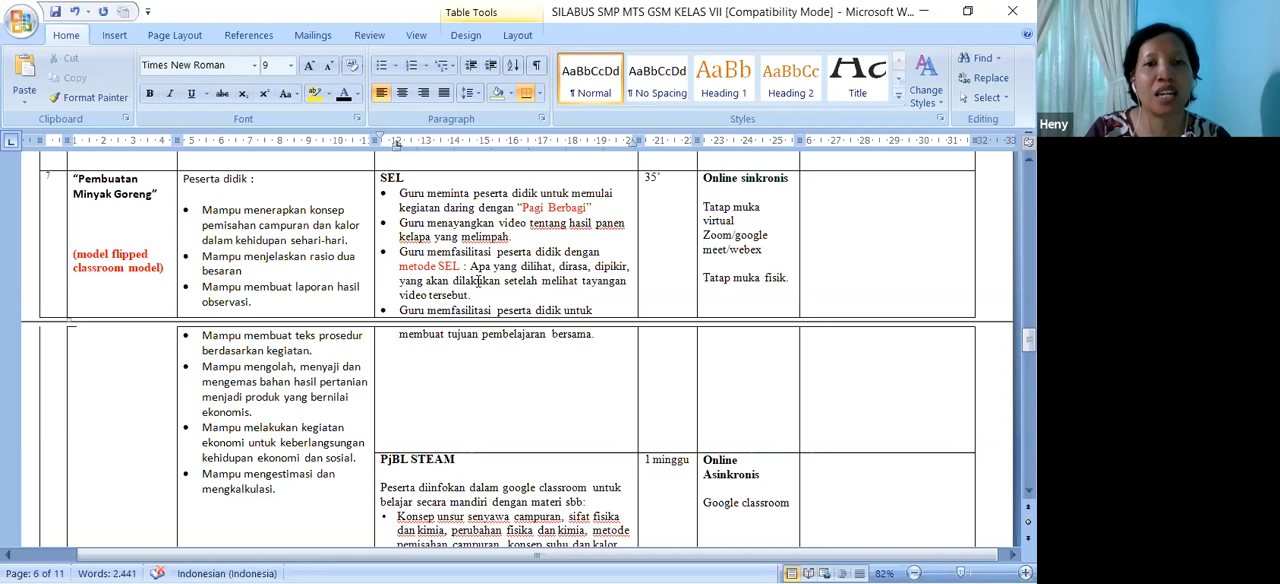 Table Tools
SILABUS SMP MTS GSM KELAS VII [Compatibility Mode] - Microsoft W...
Home Insert Page Layout References Mailings Review View Design Layout
Paste
Cut
Copy
Format Painter
Clipboard
Times New Roman 9
Font
Paragraph
AaBbCcDd AaBbCcDd AaBb AaBbCc AaB
¶ Normal ¶ No Spacing Heading 1 Heading 2 Title
Change
Styles
Styles
Find
Replace
Select
Editing
Heny
7
“Pembuatan
Minyak Goreng”
(model flipped
classroom model)
Peserta didik :
• Mampu menerapkan konsep
pemisahan campuran dan kalor
dalam kehidupan sehari-hari.
• Mampu menjelaskan rasio dua
besaran
• Mampu membuat laporan hasil
observasi.
• Mampu membuat teks prosedur
berdasarkan kegiatan.
• Mampu mengolah, menyaji dan
mengemas bahan hasil pertanian
menjadi produk yang bernilai
ekonomis.
• Mampu melakukan kegiatan
ekonomi untuk keberlangsungan
kehidupan ekonomi dan sosial.
• Mampu mengestimasi dan
mengkalkulasi.
SEL
• Guru meminta peserta didik untuk memulai
kegiatan daring dengan “Pagi Berbagi”
• Guru menayangkan video tentang hasil panen
kelapa yang melimpah.
• Guru memfasilitasi peserta didik dengan
metode SEL : Apa yang dilihat, dirasa, dipikir,
yang akan dilakukan setelah melihat tayangan
video tersebut.
• Guru memfasilitasi peserta didik untuk
membuat tujuan pembelajaran bersama.
35"
Online sinkronis
Tatap muka
virtual
Zoom/google
meet/webex
Tatap muka fisik.
PjBL STEAM
Peserta diinfokan dalam google classroom untuk
belajar secara mandiri dengan materi sbb:
• Konsep unsur senyawa campuran, sifat fisika
dan kimia, perubahan fisika dan kimia, metode
pemisahan campuran, konsep suhu dan kalor
1 minggu
Online
Asinkronis
Google classroom
Page: 6 of 11 Words: 2.441 Indonesian (Indonesia) 82%